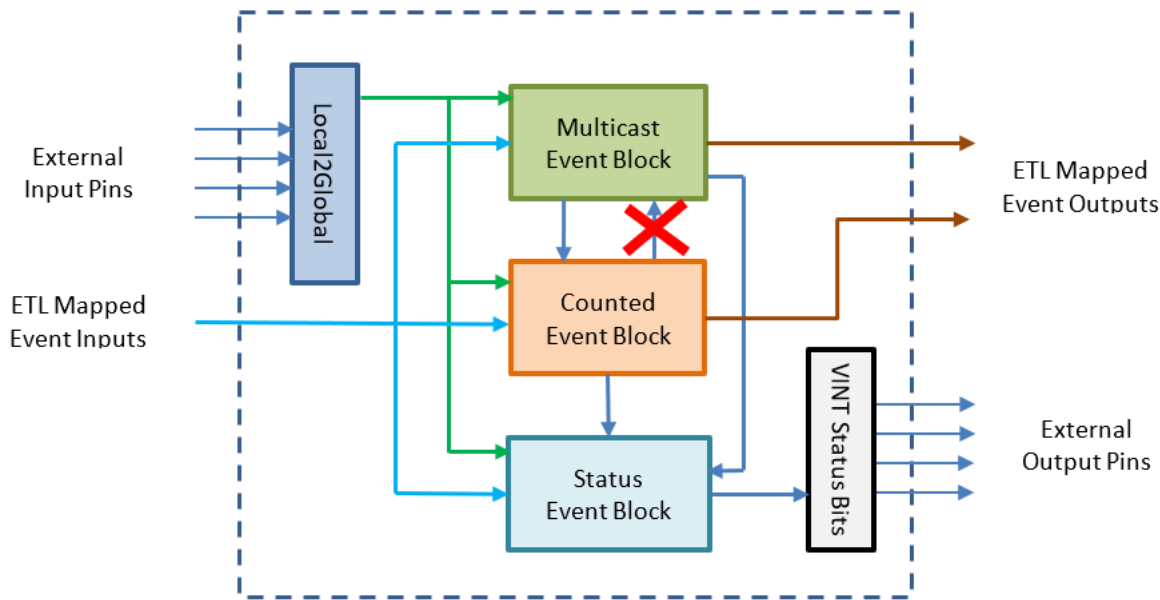 Local2Global
External
Input Pins
ETL Mapped
Event Inputs
Multicast
Event Block
Counted
Event Block
Status
Event Block
VINT Status Bits
ETL Mapped
Event Outputs
External
Output Pins